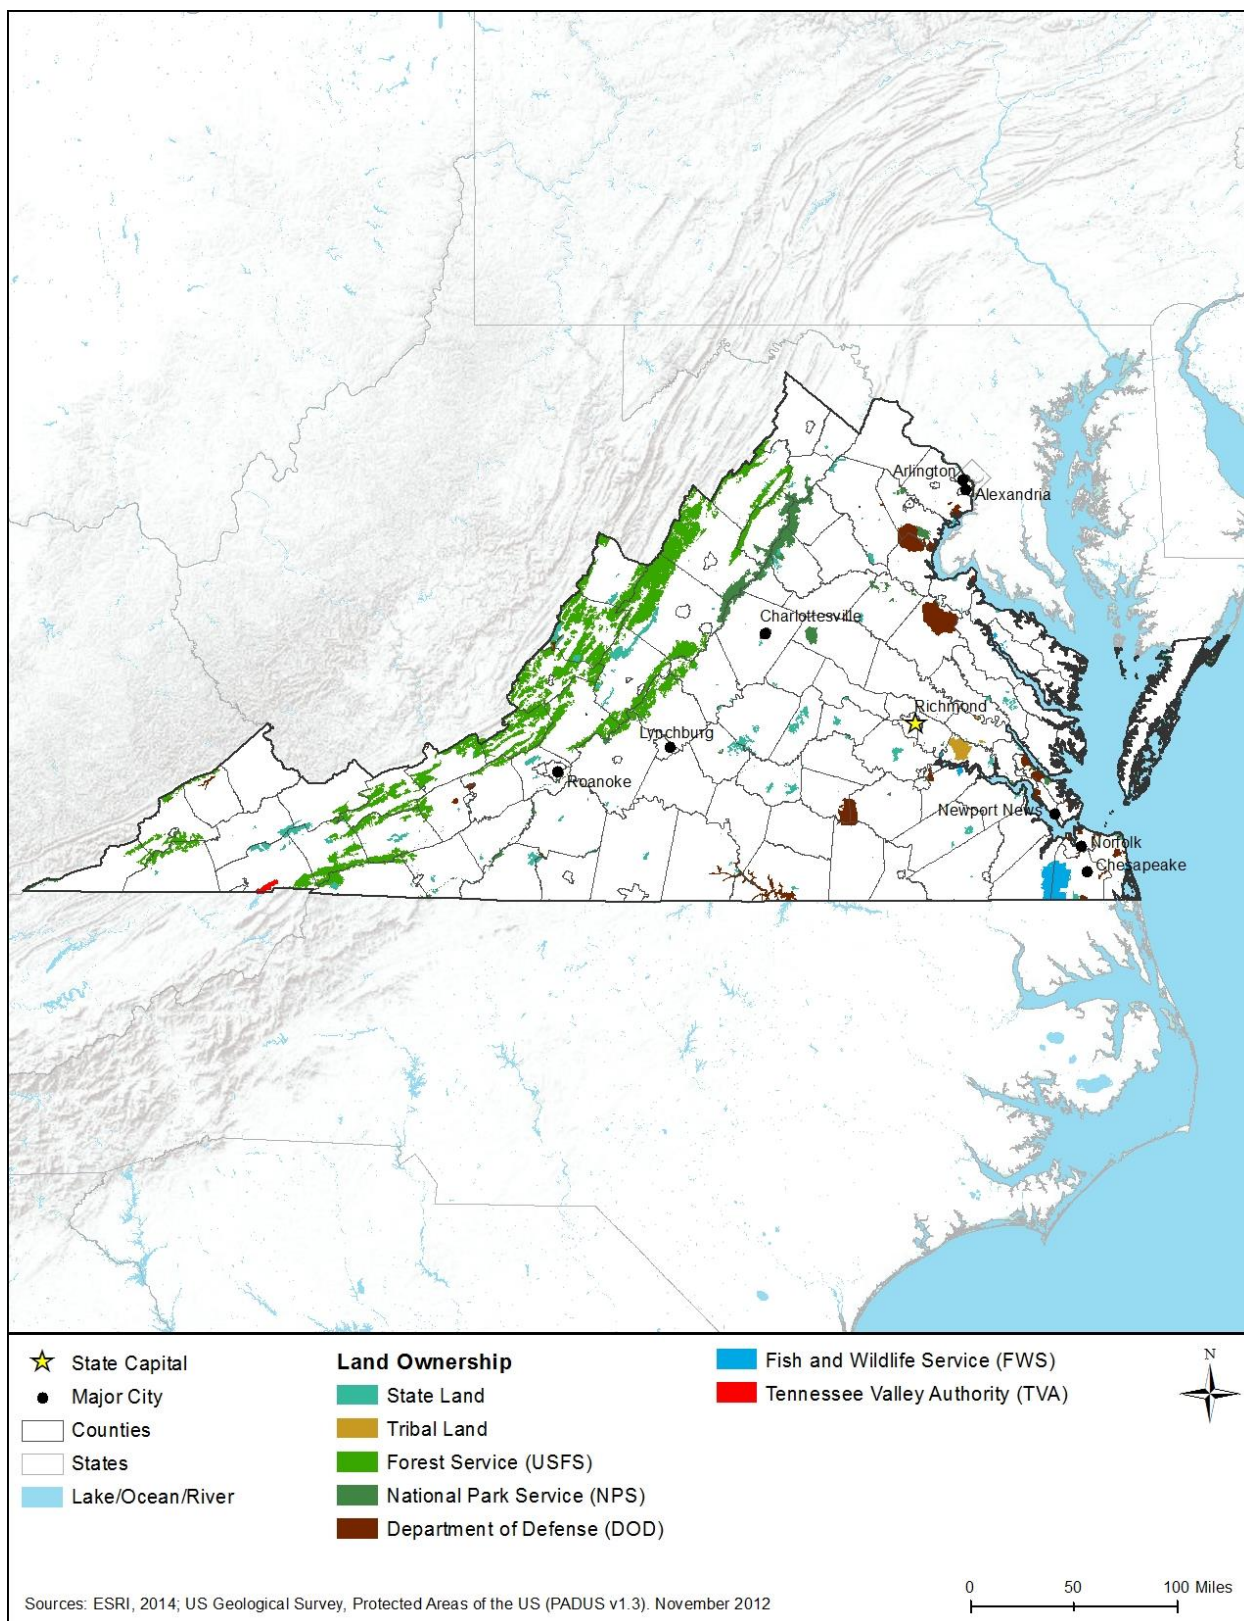 Arlington
Alexandria
Charlottesville
Richmond
Lynchburg
Roanoke
Newport News
Norfolk
Chesapeake
State Capital
Major City
Counties
States
Lake/Ocean/River
Land Ownership
State Land
Tribal Land
Forest Service (USFS)
National Park Service (NPS)
Department of Defense (DOD)
Fish and Wildlife Service (FWS)
Tennessee Valley Authority (TVA)
N
0 50 100 Miles
Sources: ESRI, 2014; US Geological Survey, Protected Areas of the US (PADUS v1.3). November 2012